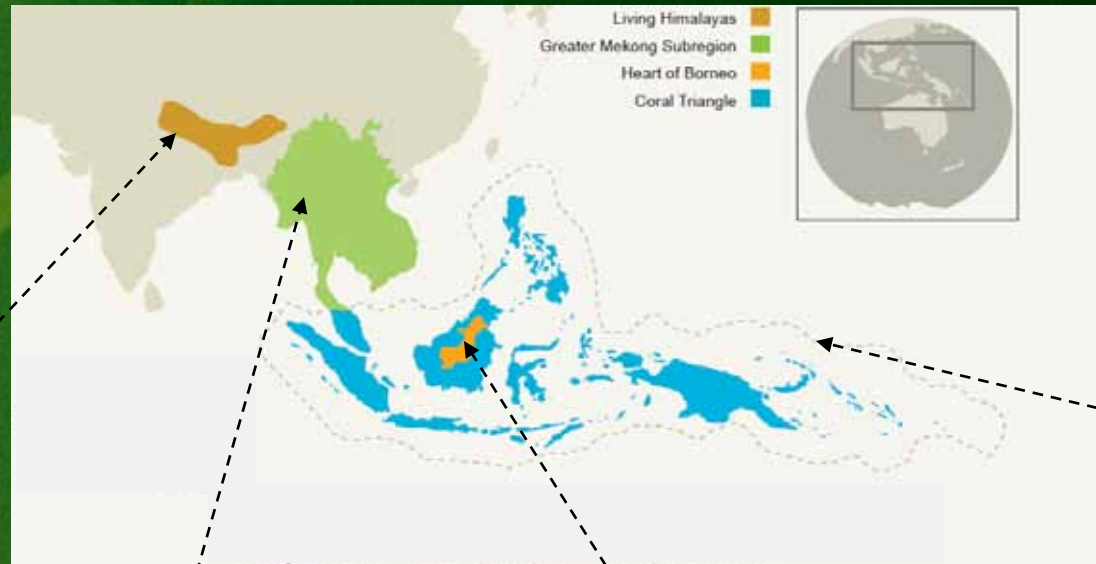 Living Himalayas
Greater Mekong Subregion
Heart of Borneo
Coral Triangle